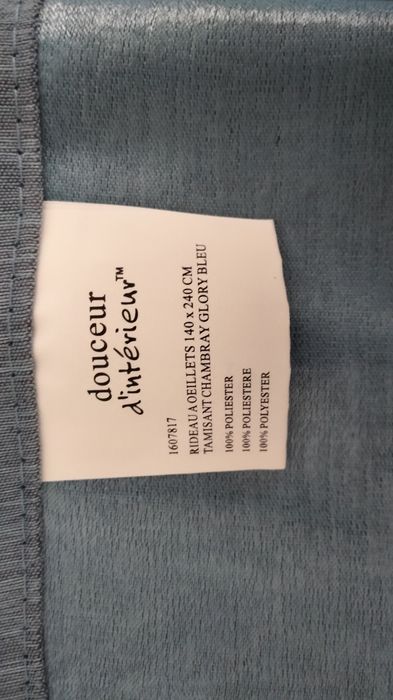 douceur
d'intérieur™
1607817
RIDEAU A OEILLETS 140 x 240 CM
TAMISANT CHAMBRAY GLORY BLEU
100% POLIESTER
100% POLIESTERE
100% POLYESTER